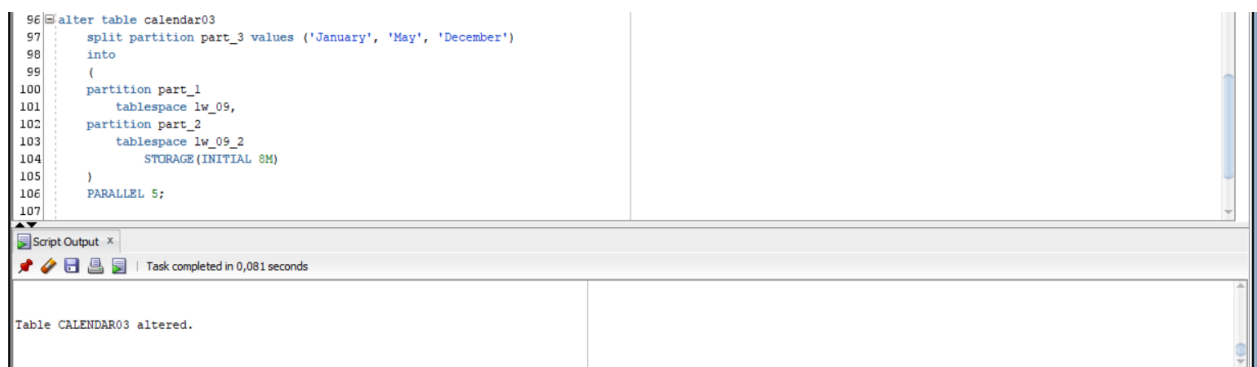 96 alter table calendar03
97 split partition part_3 values ('January', 'May', 'December')
98 into
99 (
100 partition part_1
101 tablespace lw_09,
102 partition part_2
103 tablespace lw_09_2
104 STORAGE(INITIAL 8M)
105 )
106 PARALLEL 5;
107
Script Output x
Task completed in 0,081 seconds
Table CALENDAR03 altered.